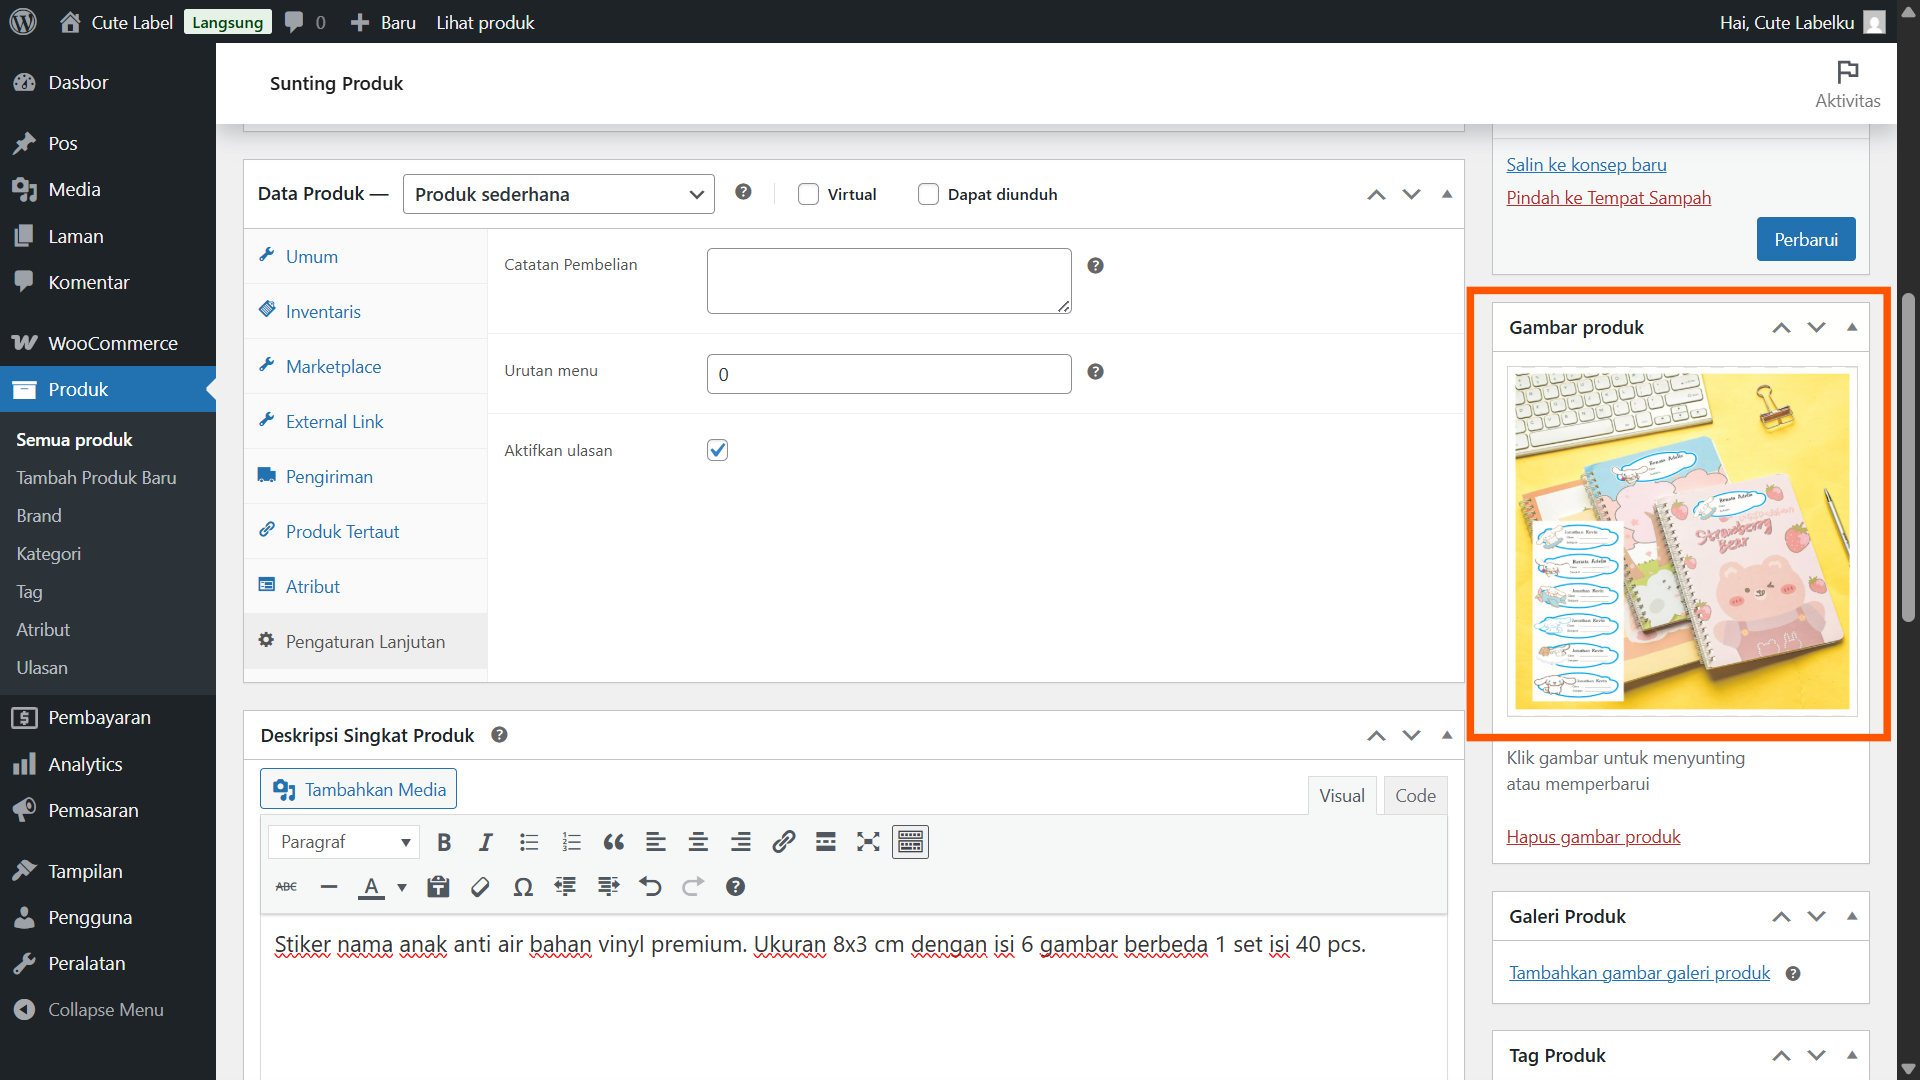 Cute Label Langsung 0 Baru Lihat produk Hai, Cute Labelku
Dasbor
Pos
Media
Laman
Komentar
WooCommerce
Produk
Semua produk
Tambah Produk Baru
Brand
Kategori
Tag
Atribut
Ulasan
Pembayaran
Analytics
Pemasaran
Tampilan
Pengguna
Peralatan
Collapse Menu
Sunting Produk
Aktivitas
Data Produk — Produk sederhana Virtual Dapat diunduh
Umum
Inventaris
Marketplace
External Link
Pengiriman
Produk Tertaut
Atribut
Pengaturan Lanjutan
Catatan Pembelian
Urutan menu 0
Aktifkan ulasan
Deskripsi Singkat Produk
Tambahkan Media
Visual Code
Paragraf
Stiker nama anak anti air bahan vinyl premium. Ukuran 8x3 cm dengan isi 6 gambar berbeda 1 set isi 40 pcs.
Salin ke konsep baru
Pindah ke Tempat Sampah
Perbarui
Gambar produk
Strawberry
Bear
Klik gambar untuk menyunting
atau memperbarui
Hapus gambar produk
Galeri Produk
Tambahkan gambar galeri produk
Tag Produk